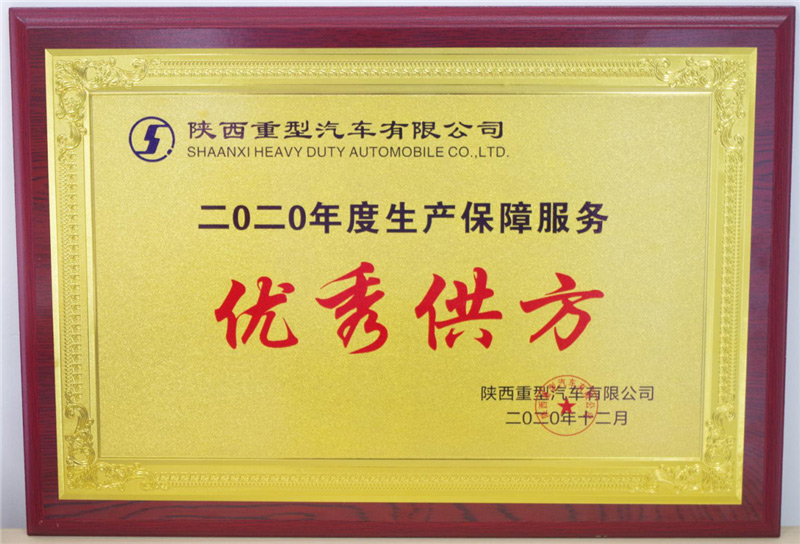 陕西重型汽车有限公司
SHAANXI HEAVY DUTY AUTOMOBILE CO.,LTD.
二0二0年度生产保障服务
优秀供方
陕西重型汽车有限公司
二0二0年十二月